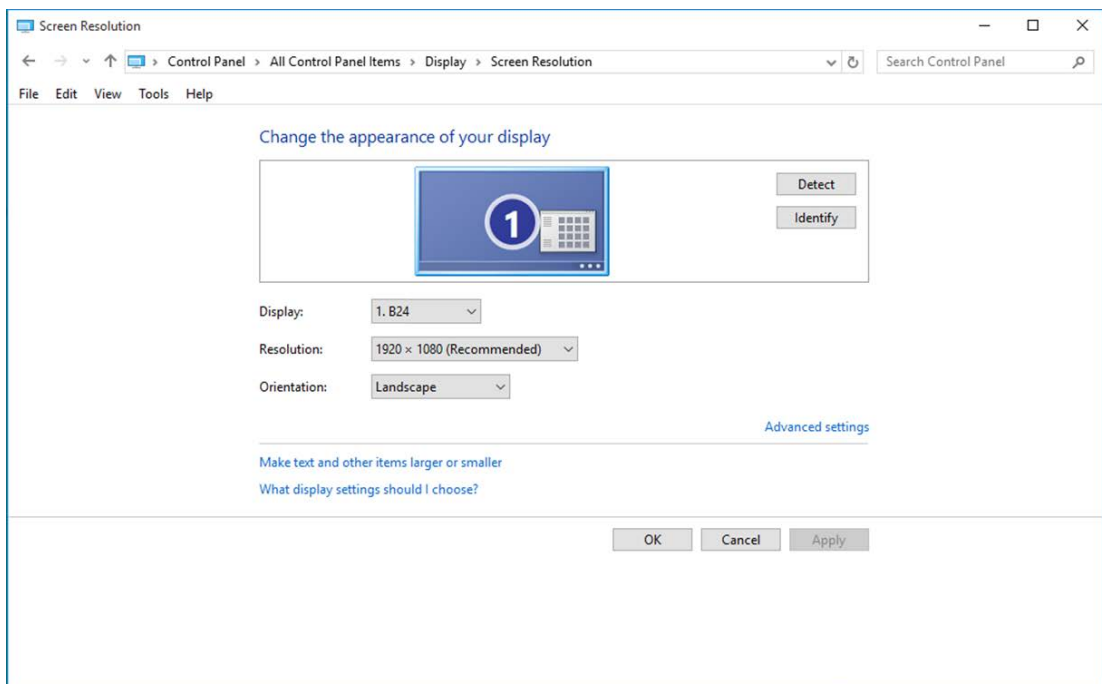 Screen Resolution
Control Panel > All Control Panel Items > Display > Screen Resolution
Search Control Panel
File Edit View Tools Help
Change the appearance of your display
1
Detect
Identify
Display: 1. B24
Resolution: 1920 × 1080 (Recommended)
Orientation: Landscape
Advanced settings
Make text and other items larger or smaller
What display settings should I choose?
OK Cancel Apply